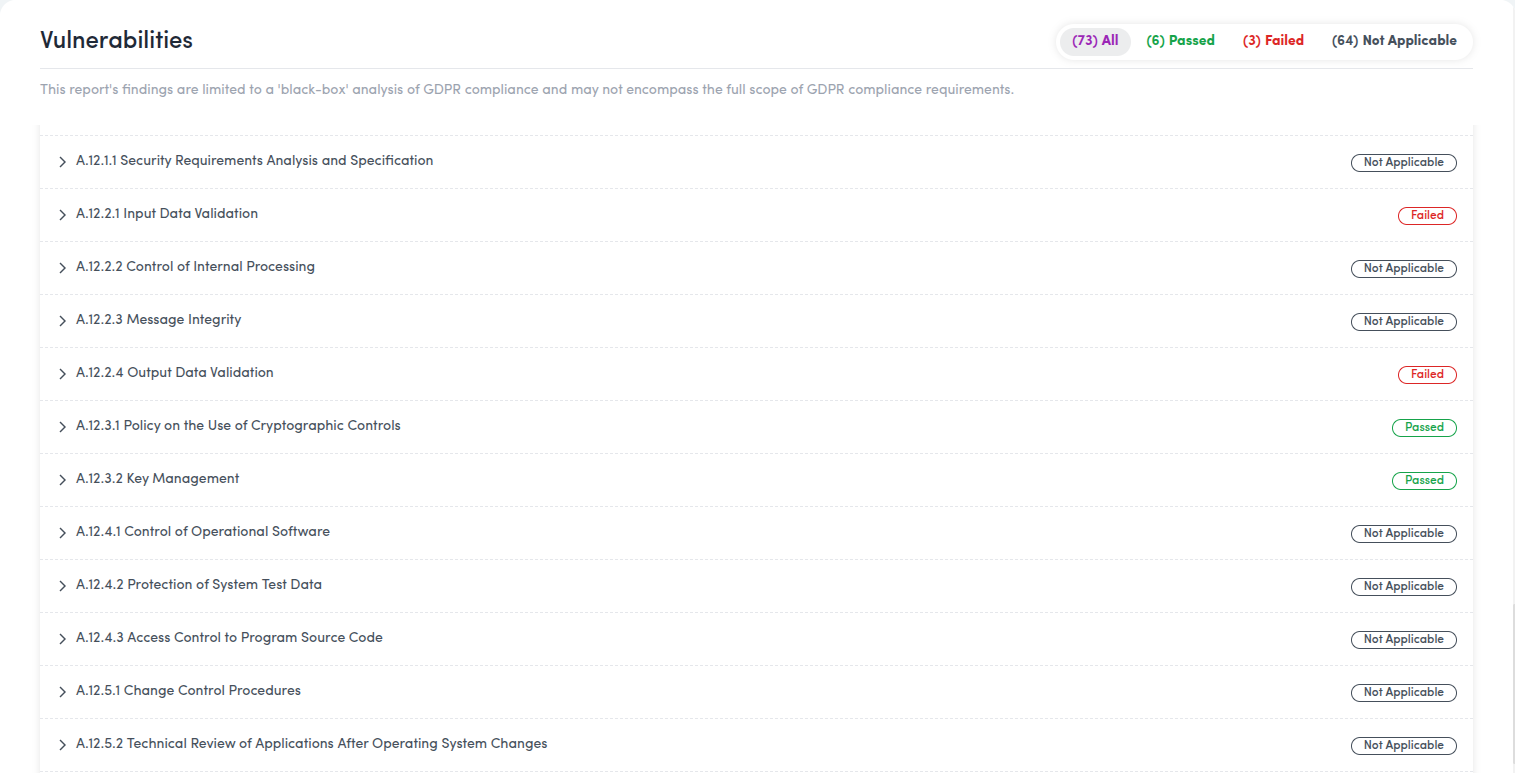 Vulnerabilities
(73) All (6) Passed (3) Failed (64) Not Applicable
This report's findings are limited to a 'black-box' analysis of GDPR compliance and may not encompass the full scope of GDPR compliance requirements.
A.12.1.1 Security Requirements Analysis and Specification Not Applicable
A.12.2.1 Input Data Validation Failed
A.12.2.2 Control of Internal Processing Not Applicable
A.12.2.3 Message Integrity Not Applicable
A.12.2.4 Output Data Validation Failed
A.12.3.1 Policy on the Use of Cryptographic Controls Passed
A.12.3.2 Key Management Passed
A.12.4.1 Control of Operational Software Not Applicable
A.12.4.2 Protection of System Test Data Not Applicable
A.12.4.3 Access Control to Program Source Code Not Applicable
A.12.5.1 Change Control Procedures Not Applicable
A.12.5.2 Technical Review of Applications After Operating System Changes Not Applicable